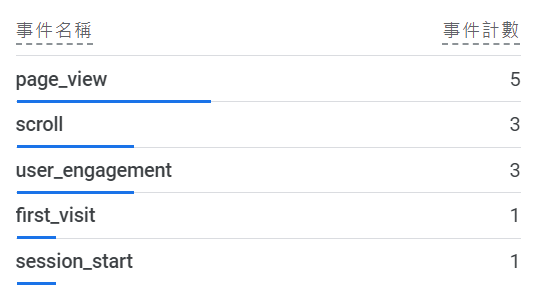 事件名稱 事件計數
page_view 5
scroll 3
user_engagement 3
first_visit 1
session_start 1